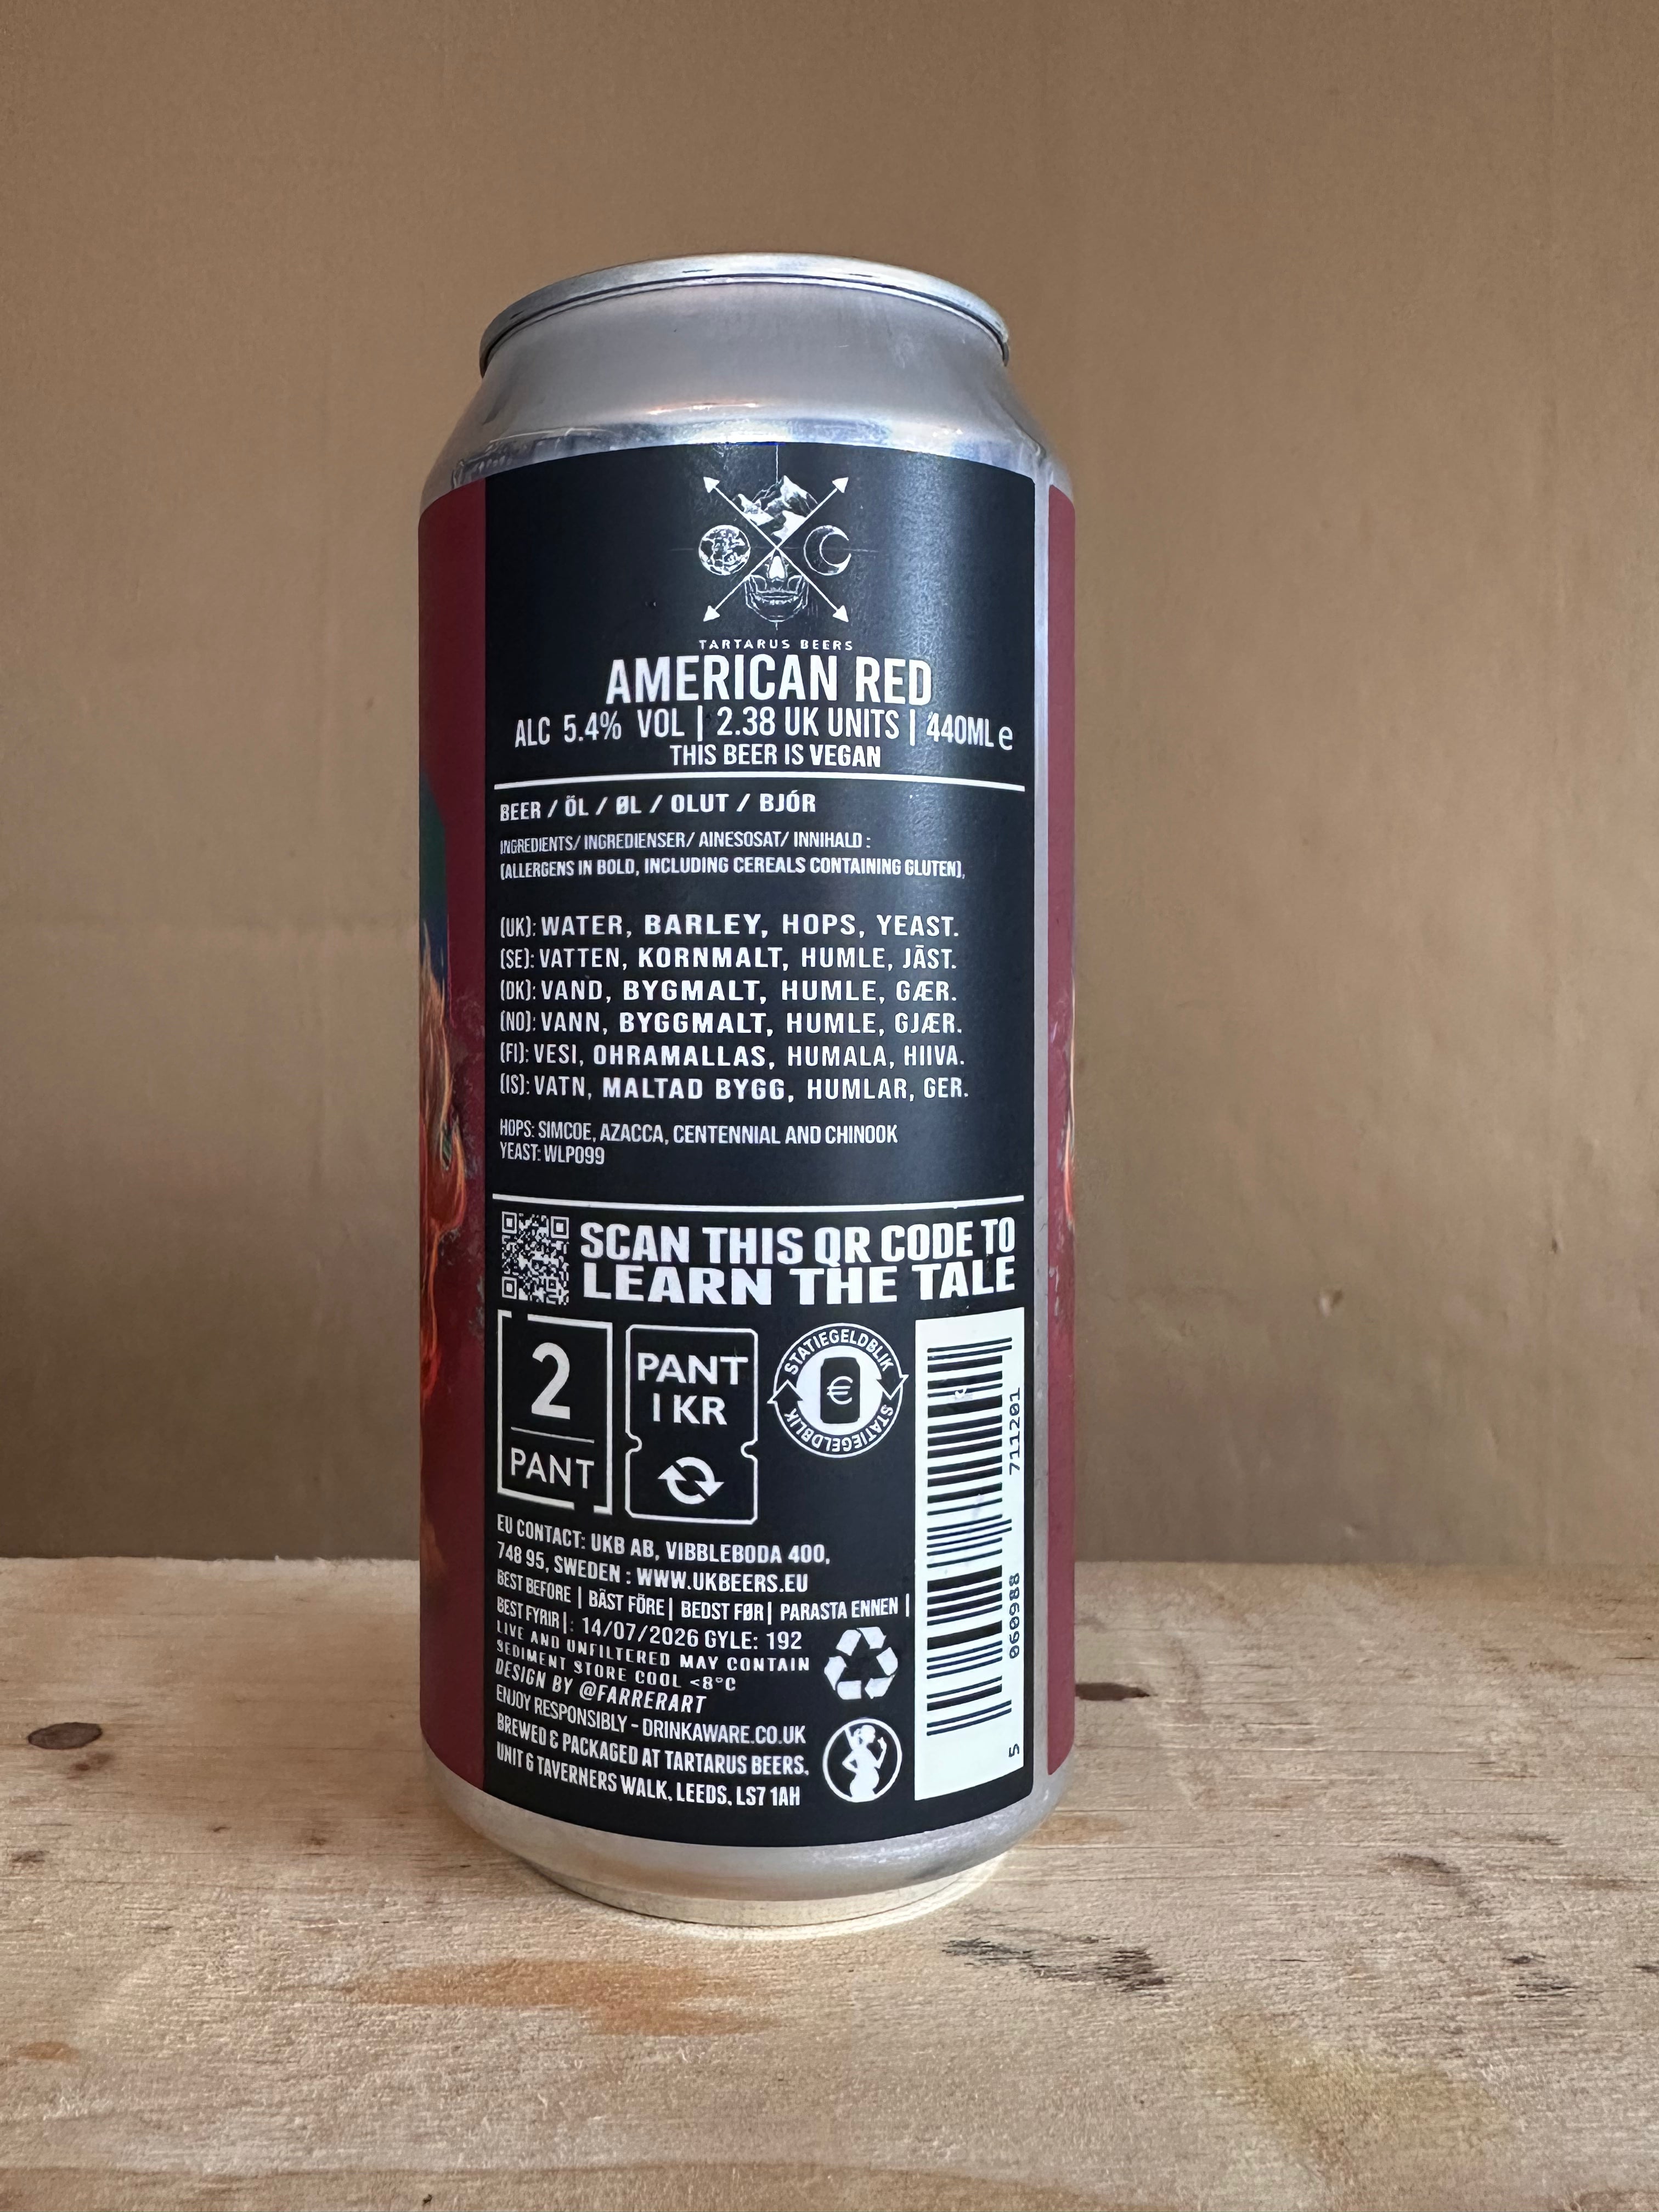 TARTARUS BEERS
AMERICAN RED
ALC 5.4% VOL | 2.38 UK UNITS | 440ML e
THIS BEER IS VEGAN
BEER / ÖL / ØL / OLUT / BJÓR
INGREDIENTS/ INGREDIENSER/ AINESOSAT/ INNIHALD :
(ALLERGENS IN BOLD, INCLUDING CEREALS CONTAINING GLUTEN),
(UK): WATER, BARLEY, HOPS, YEAST.
(SE): VATTEN, KORNMALT, HUMLE, JÄST.
(DK): VAND, BYGMALT, HUMLE, GÆR.
(NO): VANN, BYGGMALT, HUMLE, GJÆR.
(FI): VESI, OHRAMALLAS, HUMALA, HIIVA.
(IS): VATN, MALTAD BYGG, HUMLAR, GER.
HOPS: SIMCOE, AZACCA, CENTENNIAL AND CHINOOK
YEAST: WLP099
SCAN THIS QR CODE TO
LEARN THE TALE
2
PANT
PANT
1 KR
STATIEGELDBLIK
€
STATIEGELDBLIK
5 060988 711201
EU CONTACT: UKB AB, VIBBLEBODA 400,
748 95, SWEDEN : WWW.UKBEERS.EU
BEST BEFORE | BÄST FÖRE | BEDST FØR | PARASTA ENNEN |
BEST FYRIR|: 14/07/2026 GYLE: 192
LIVE AND UNFILTERED MAY CONTAIN
SEDIMENT STORE COOL <8°C
DESIGN BY @FARRERART
ENJOY RESPONSIBLY - DRINKAWARE.CO.UK
BREWED & PACKAGED AT TARTARUS BEERS,
UNIT 6 TAVERNERS WALK, LEEDS, LS7 1AH